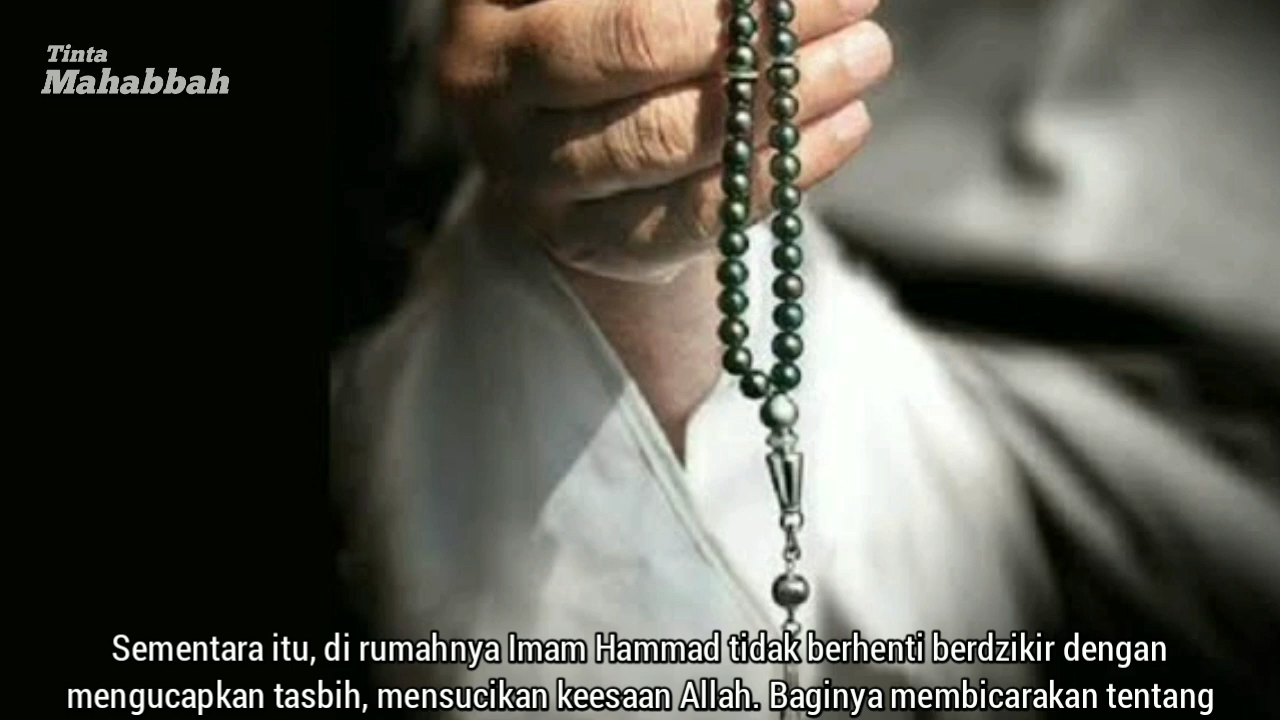 Tinta
Mahabbah
Sementara itu, di rumahnya Imam Hammad tidak berhenti berdzikir dengan
mengucapkan tasbih, mensucikan keesaan Allah. Baginya membicarakan tentang